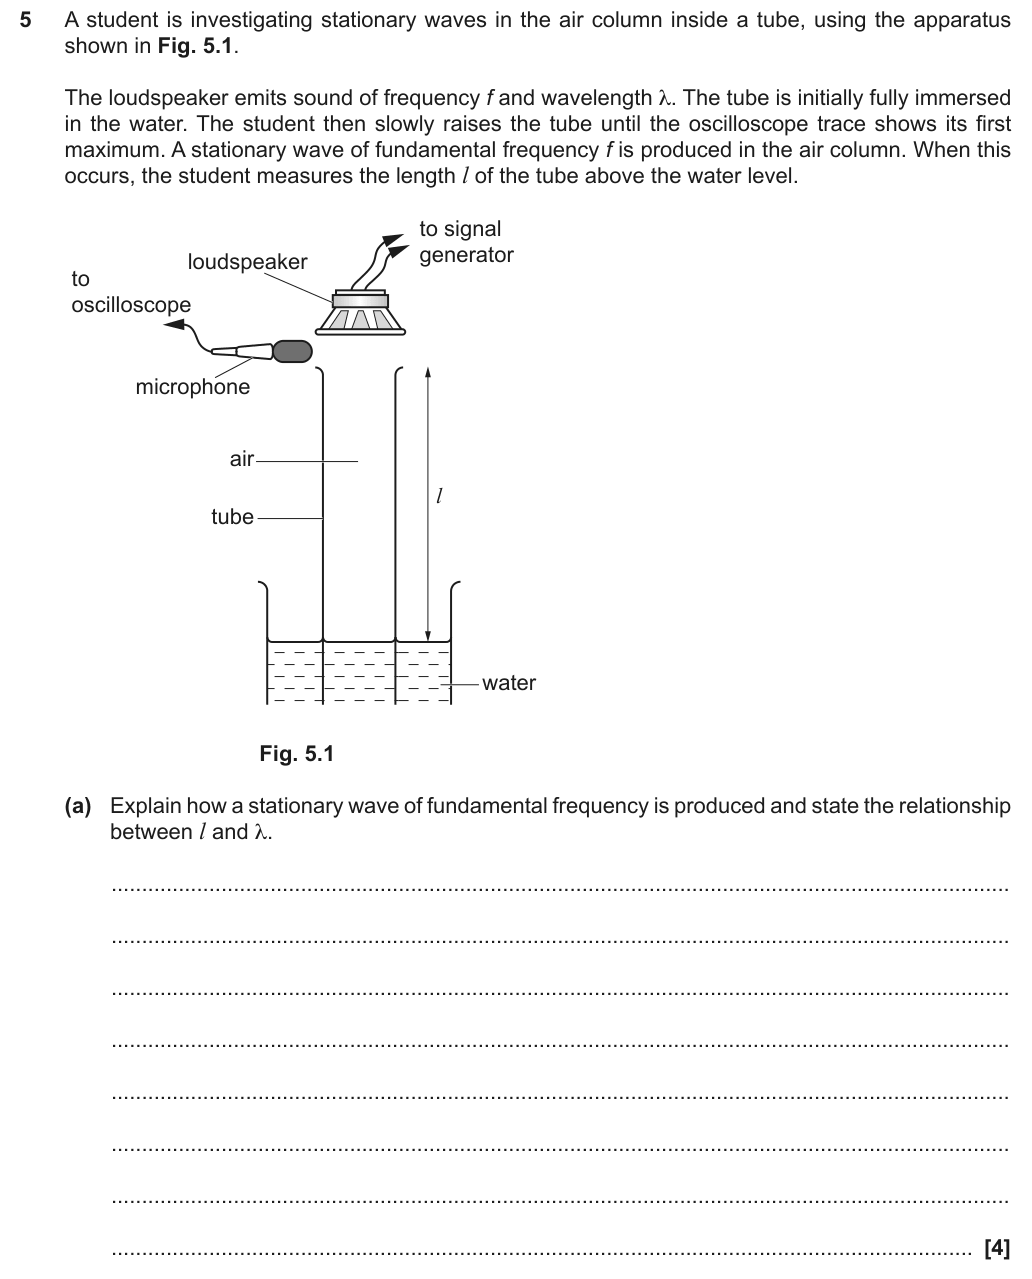 5 A student is investigating stationary waves in the air column inside a tube, using the apparatus
shown in Fig. 5.1.
The loudspeaker emits sound of frequency f and wavelength λ. The tube is initially fully immersed
in the water. The student then slowly raises the tube until the oscilloscope trace shows its first
maximum. A stationary wave of fundamental frequency f is produced in the air column. When this
occurs, the student measures the length l of the tube above the water level.
to signal
generator
loudspeaker
to
oscilloscope
microphone
air
l
tube
water
Fig. 5.1
(a) Explain how a stationary wave of fundamental frequency is produced and state the relationship
between l and λ.
[4]